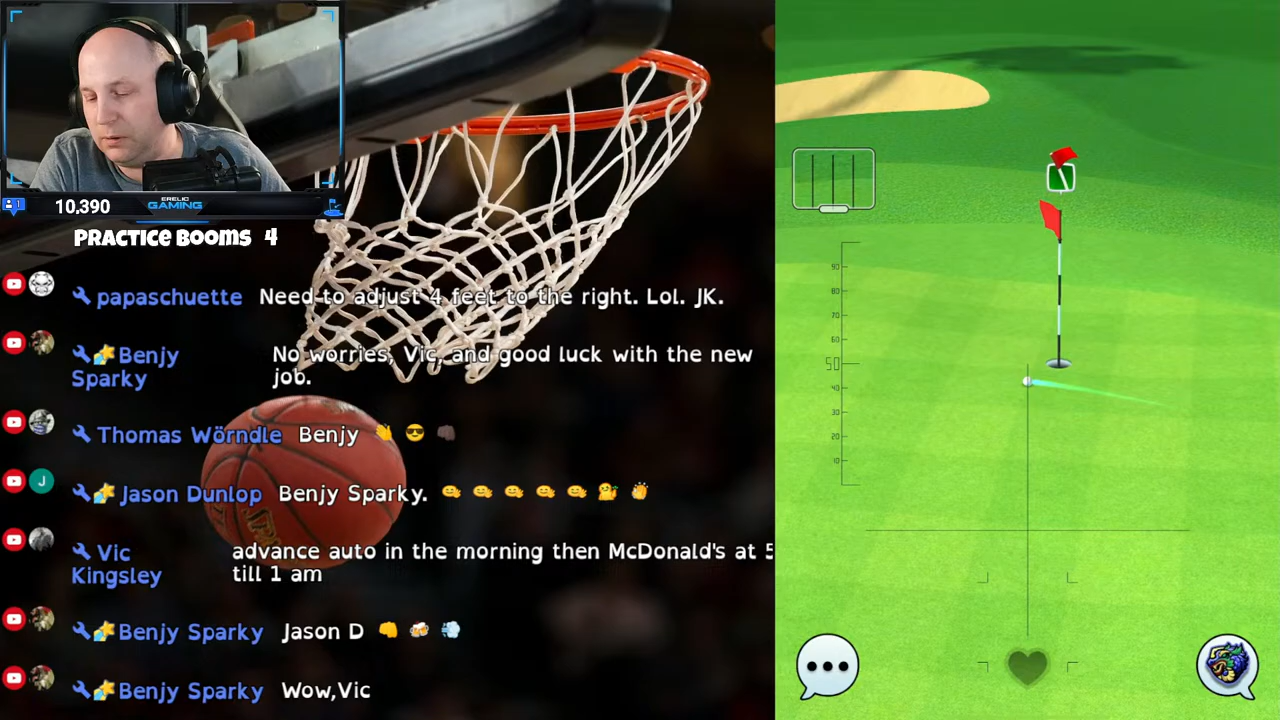 10,390
ERELIC
GAMING
PRACTICE BOOMS 4
papaschuette Need to adjust 4 feet to the right. Lol. JK.
Benjy Sparky No worries, Vic, and good luck with the new
job.
Thomas Wörndle Benjy
J
Jason Dunlop Benjy Sparky.
Vic Kingsley advance auto in the morning then McDonald's at 5
till 1 am
Benjy Sparky Jason D
Benjy Sparky Wow,Vic
90
80
70
60
50
40
30
20
10